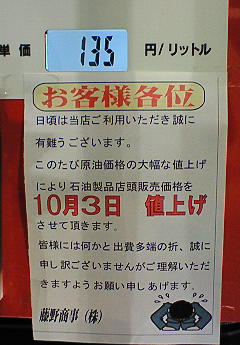 単価 135 円/リットル
お客様各位
日頃は当店ご利用いただき誠に
有難うございます。
このたび原油価格の大幅な値上げ
により石油製品店頭販売価格を
10月3日 値上げ
させて頂きます。
皆様には何かと出費多端の折、誠に
申し訳ございませんがご理解いただ
きますようお願い申しあげます。
藤野商事(株)